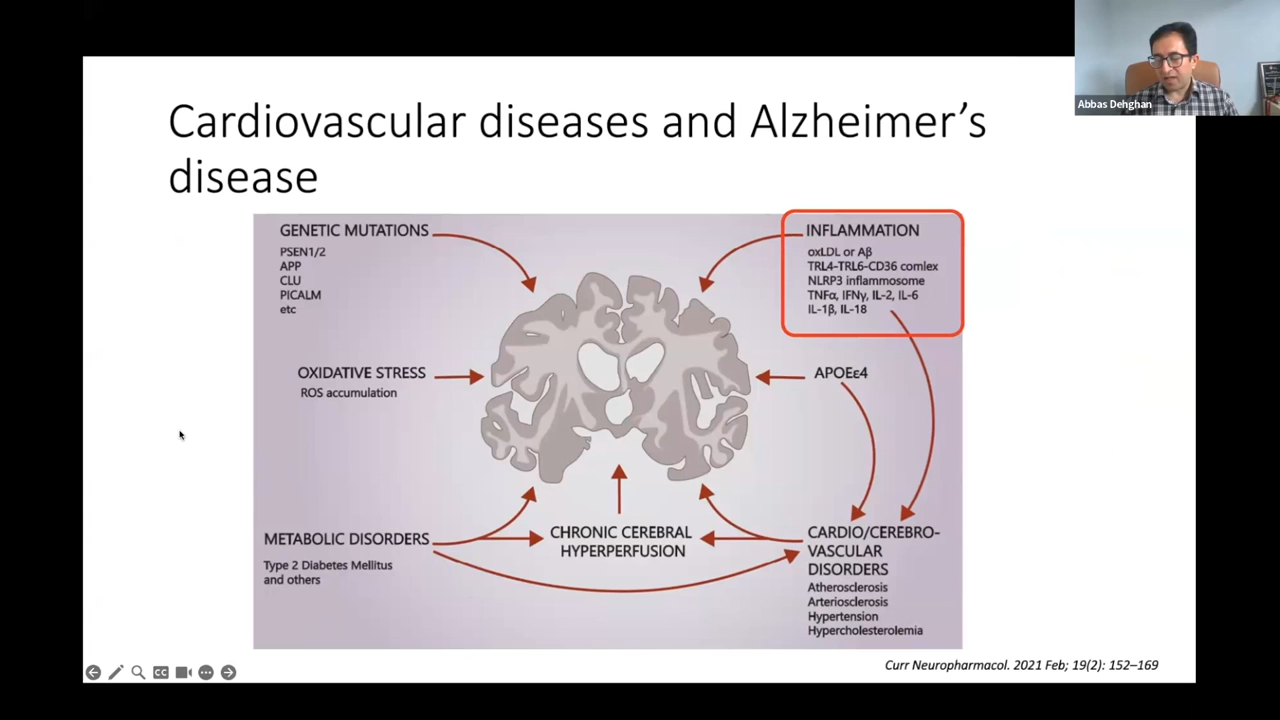 Abbas Dehghan
Cardiovascular diseases and Alzheimer's
disease
GENETIC MUTATIONS
PSEN1/2
APP
CLU
PICALM
etc
INFLAMMATION
oxLDL or Aβ
TRL4-TRL6-CD36 comlex
NLRP3 inflammosome
TNFα, IFNγ, IL-2, IL-6
IL-1β, IL-18
OXIDATIVE STRESS
ROS accumulation
APOEε4
METABOLIC DISORDERS
Type 2 Diabetes Mellitus
and others
CHRONIC CEREBRAL
HYPERPERFUSION
CARDIO/CEREBRO-
VASCULAR
DISORDERS
Atherosclerosis
Arteriosclerosis
Hypertension
Hypercholesterolemia
Curr Neuropharmacol. 2021 Feb; 19(2): 152–169
CC